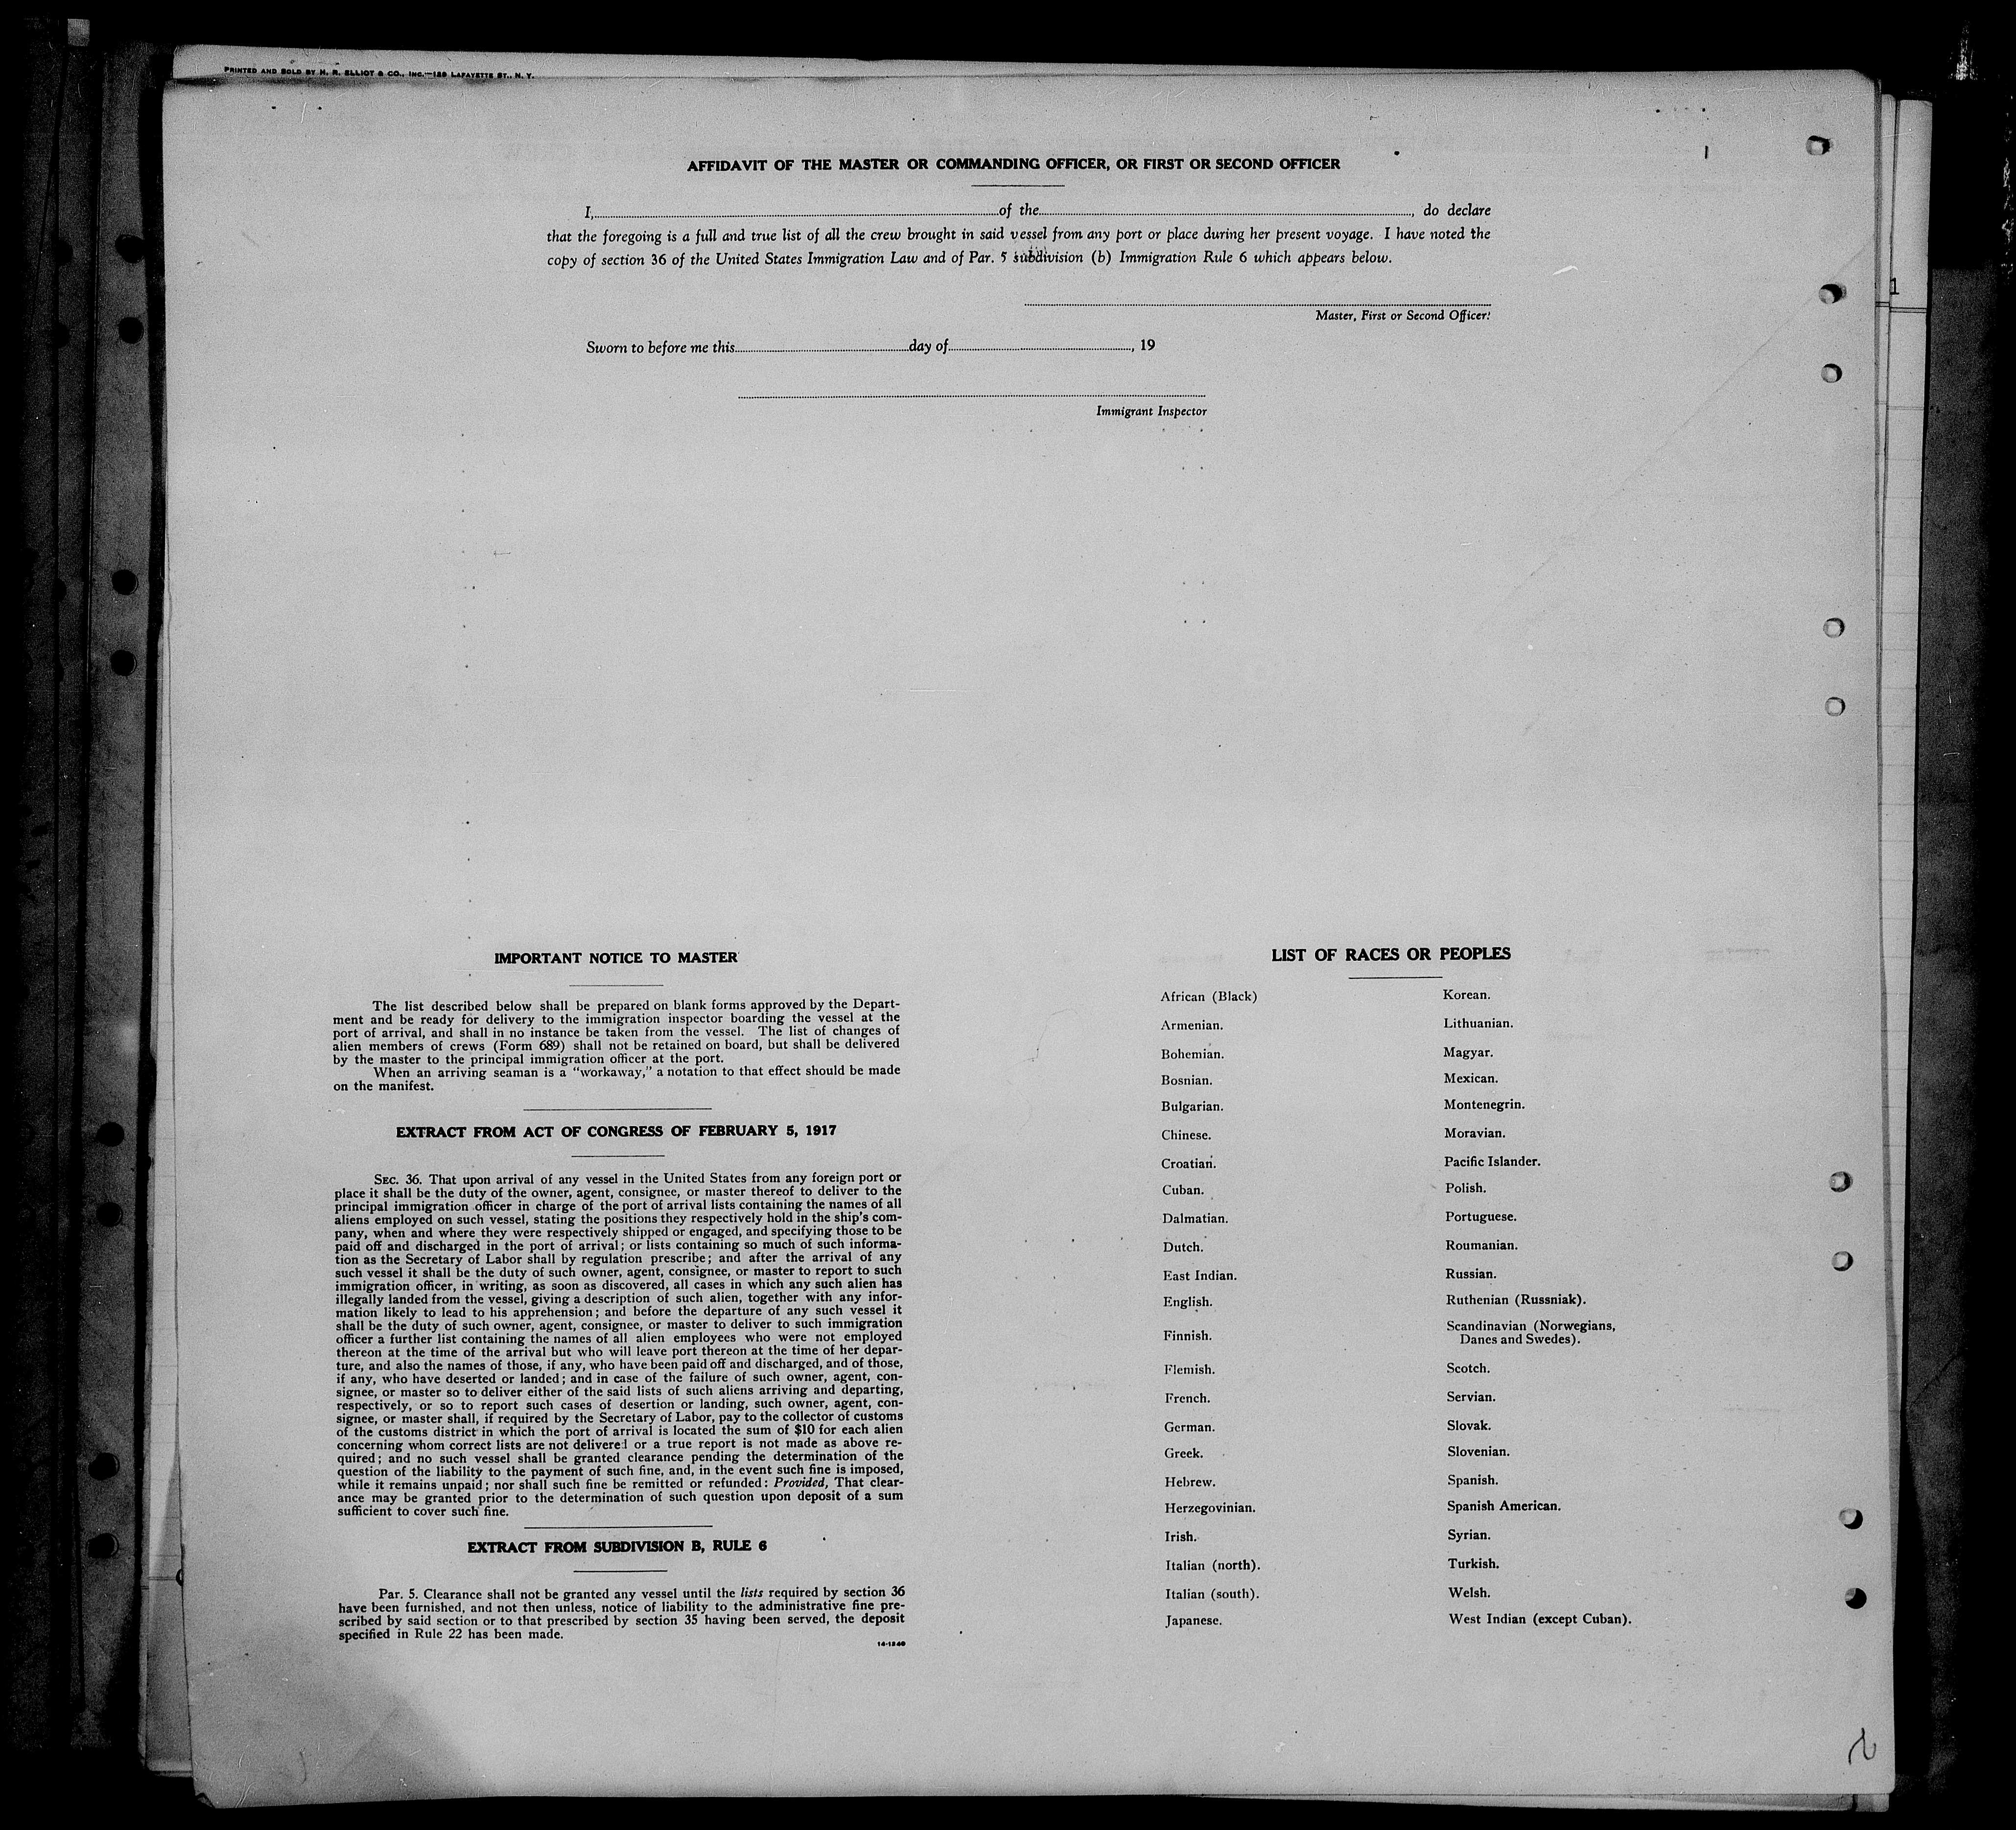 PRINTED AND SOLD BY H. R. ELLIOT & CO., INC.—129 LAFAYETTE ST., N. Y.
AFFIDAVIT OF THE MASTER OR COMMANDING OFFICER, OR FIRST OR SECOND OFFICER
I, of the , do declare
that the foregoing is a full and true list of all the crew brought in said vessel from any port or place during her present voyage. I have noted the
copy of section 36 of the United States Immigration Law and of Par. 5 subdivision (b) Immigration Rule 6 which appears below.
Master, First or Second Officer.
Sworn to before me this day of , 19
Immigrant Inspector
1
IMPORTANT NOTICE TO MASTER
The list described below shall be prepared on blank forms approved by the Depart-
ment and be ready for delivery to the immigration inspector boarding the vessel at the
port of arrival, and shall in no instance be taken from the vessel. The list of changes of
alien members of crews (Form 689) shall not be retained on board, but shall be delivered
by the master to the principal immigration officer at the port.
When an arriving seaman is a "workaway," a notation to that effect should be made
on the manifest.
EXTRACT FROM ACT OF CONGRESS OF FEBRUARY 5, 1917
SEC. 36. That upon arrival of any vessel in the United States from any foreign port or
place it shall be the duty of the owner, agent, consignee, or master thereof to deliver to the
principal immigration officer in charge of the port of arrival lists containing the names of all
aliens employed on such vessel, stating the positions they respectively hold in the ship's com-
pany, when and where they were respectively shipped or engaged, and specifying those to be
paid off and discharged in the port of arrival; or lists containing so much of such informa-
tion as the Secretary of Labor shall by regulation prescribe; and after the arrival of any
such vessel it shall be the duty of such owner, agent, consignee, or master to report to such
immigration officer, in writing, as soon as discovered, all cases in which any such alien has
illegally landed from the vessel, giving a description of such alien, together with any infor-
mation likely to lead to his apprehension; and before the departure of any such vessel it
shall be the duty of such owner, agent, consignee, or master to deliver to such immigration
officer a further list containing the names of all alien employees who were not employed
thereon at the time of the arrival but who will leave port thereon at the time of her depar-
ture, and also the names of those, if any, who have been paid off and discharged, and of those,
if any, who have deserted or landed; and in case of the failure of such owner, agent, con-
signee, or master so to deliver either of the said lists of such aliens arriving and departing,
respectively, or so to report such cases of desertion or landing, such owner, agent, con-
signee, or master shall, if required by the Secretary of Labor, pay to the collector of customs
of the customs district in which the port of arrival is located the sum of $10 for each alien
concerning whom correct lists are not delivered or a true report is not made as above re-
quired; and no such vessel shall be granted clearance pending the determination of the
question of the liability to the payment of such fine, and, in the event such fine is imposed,
while it remains unpaid; nor shall such fine be remitted or refunded: Provided, That clear-
ance may be granted prior to the determination of such question upon deposit of a sum
sufficient to cover such fine.
EXTRACT FROM SUBDIVISION B, RULE 6
Par. 5. Clearance shall not be granted any vessel until the lists required by section 36
have been furnished, and not then unless, notice of liability to the administrative fine pre-
scribed by said section or to that prescribed by section 35 having been served, the deposit
specified in Rule 22 has been made.
14-1240
LIST OF RACES OR PEOPLES
African (Black)
Armenian.
Bohemian.
Bosnian.
Bulgarian.
Chinese.
Croatian.
Cuban.
Dalmatian.
Dutch.
East Indian.
English.
Finnish.
Flemish.
French.
German.
Greek.
Hebrew.
Herzegovinian.
Irish.
Italian (north).
Italian (south).
Japanese.
Korean.
Lithuanian.
Magyar.
Mexican.
Montenegrin.
Moravian.
Pacific Islander.
Polish.
Portuguese.
Roumanian.
Russian.
Ruthenian (Russniak).
Scandinavian (Norwegians,
Danes and Swedes).
Scotch.
Servian.
Slovak.
Slovenian.
Spanish.
Spanish American.
Syrian.
Turkish.
Welsh.
West Indian (except Cuban).